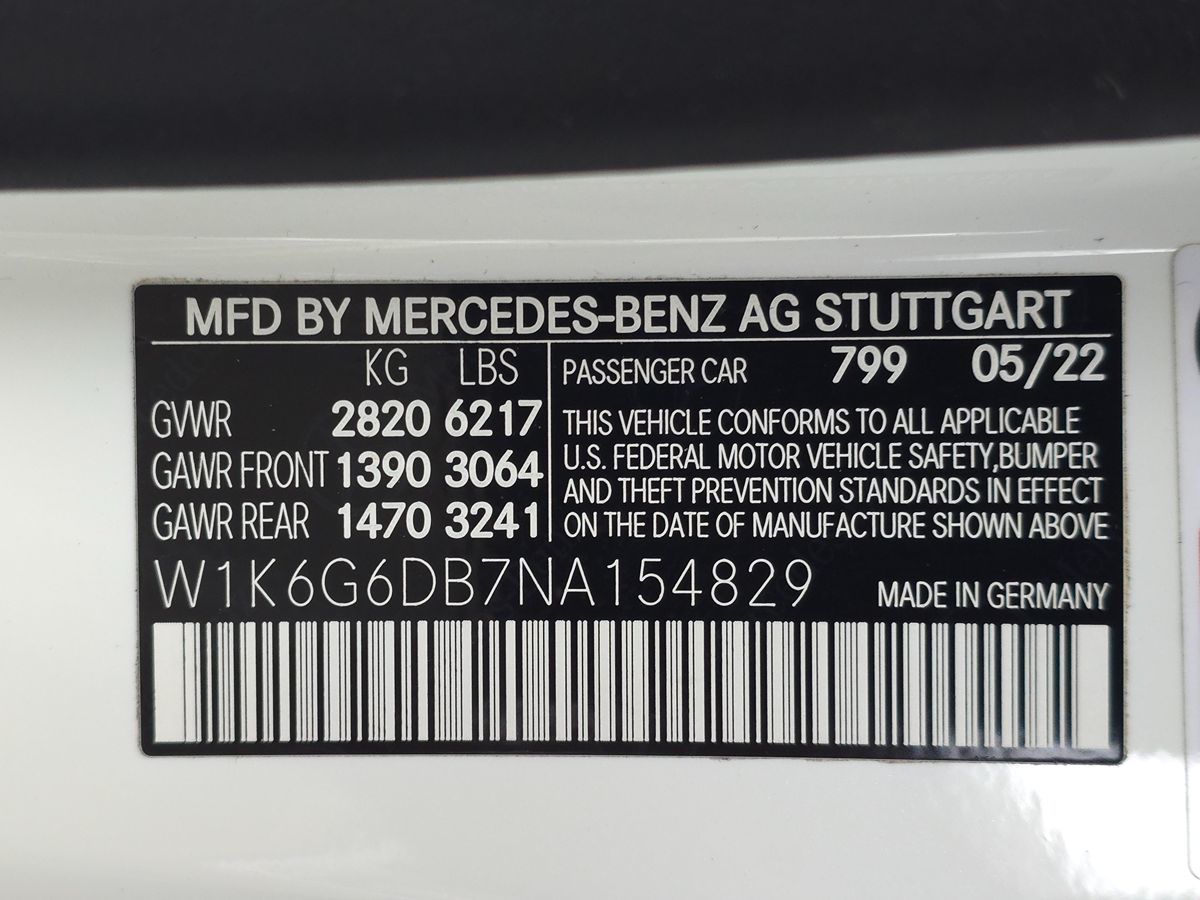 MFD BY MERCEDES-BENZ AG STUTTGART
KG LBS
GVWR 2820 6217
GAWR FRONT 1390 3064
GAWR REAR 1470 3241
PASSENGER CAR 799 05/22
THIS VEHICLE CONFORMS TO ALL APPLICABLE
U.S. FEDERAL MOTOR VEHICLE SAFETY,BUMPER
AND THEFT PREVENTION STANDARDS IN EFFECT
ON THE DATE OF MANUFACTURE SHOWN ABOVE
W1K6G6DB7NA154829
MADE IN GERMANY